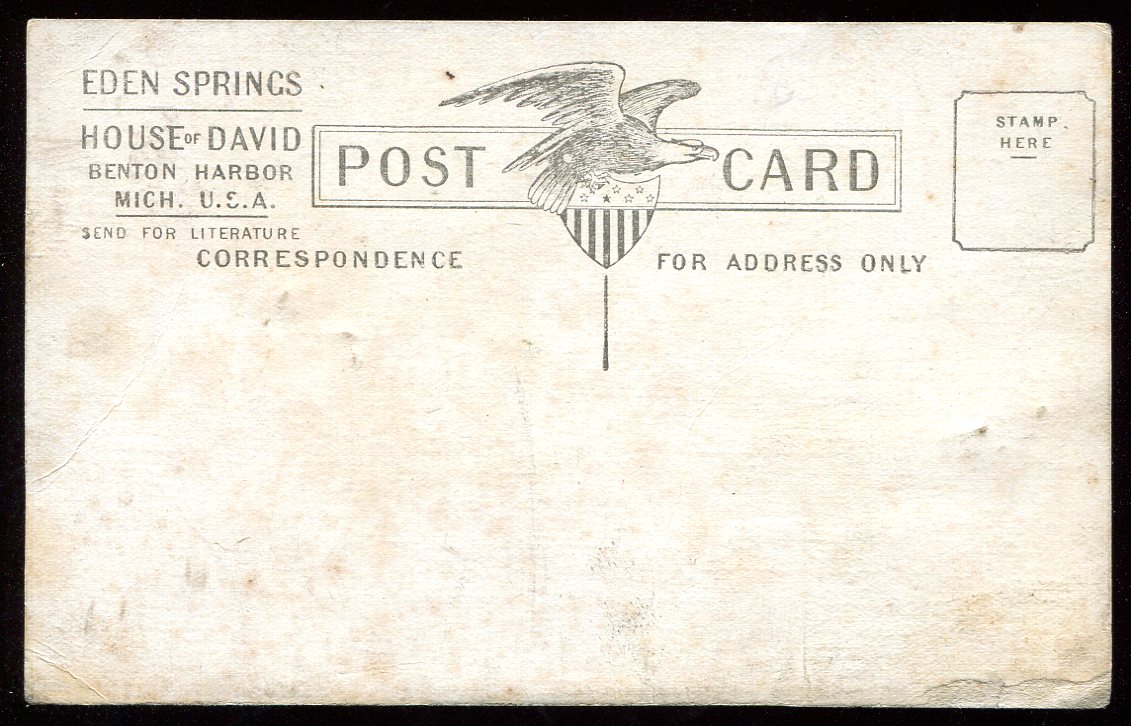 EDEN SPRINGS
HOUSE OF DAVID
BENTON HARBOR
MICH. U.S.A.
SEND FOR LITERATURE
CORRESPONDENCE
POST CARD
FOR ADDRESS ONLY
STAMP
HERE